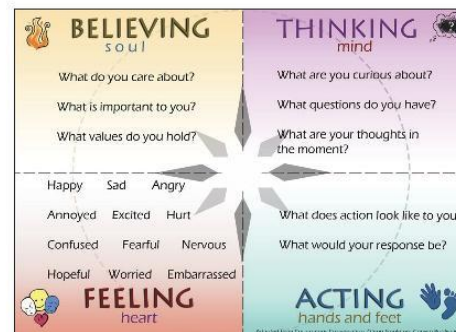 BELIEVING
soul
What do you care about?
What is important to you?
What values do you hold?
THINKING
mind
What are you curious about?
What questions do you have?
What are your thoughts in
the moment?
Happy Sad Angry
Annoyed Excited Hurt
Confused Fearful Nervous
Hopeful Worried Embarrassed
FEELING
heart
What does action look like to you
What would your response be?
ACTING
hands and feet